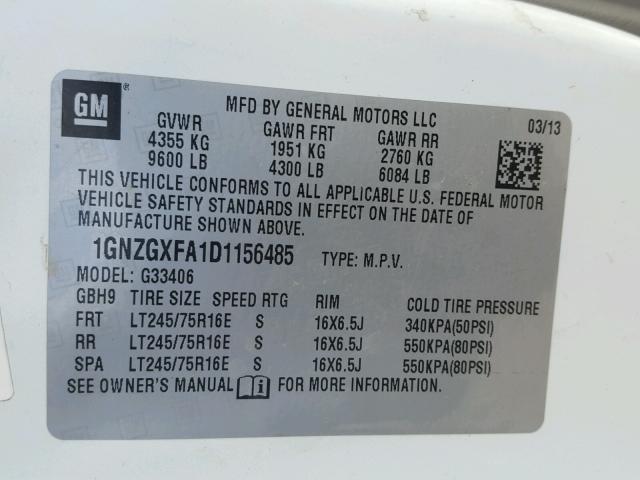 GM ®
MFD BY GENERAL MOTORS LLC
03/13
GVWR GAWR FRT GAWR RR
4355 KG 1951 KG 2760 KG
9600 LB 4300 LB 6084 LB
THIS VEHICLE CONFORMS TO ALL APPLICABLE U.S. FEDERAL MOTOR
VEHICLE SAFETY STANDARDS IN EFFECT ON THE DATE OF
MANUFACTURE SHOWN ABOVE.
1GNZGXFA1D1156485 TYPE: M.P.V.
MODEL: G33406
GBH9 TIRE SIZE SPEED RTG RIM COLD TIRE PRESSURE
FRT LT245/75R16E S 16X6.5J 340KPA(50PSI)
RR LT245/75R16E S 16X6.5J 550KPA(80PSI)
SPA LT245/75R16E S 16X6.5J 550KPA(80PSI)
SEE OWNER'S MANUAL i FOR MORE INFORMATION.